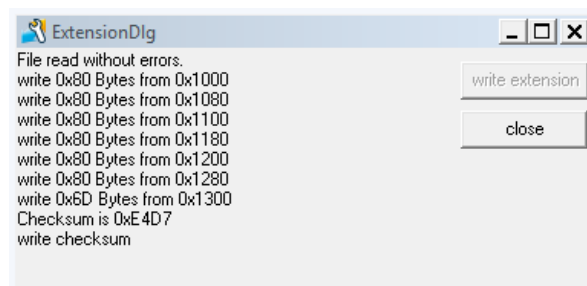 ExtensionDlg
File read without errors.
write 0x80 Bytes from 0x1000
write extension
write 0x80 Bytes from 0x1080
write 0x80 Bytes from 0x1100
close
write 0x80 Bytes from 0x1180
write 0x80 Bytes from 0x1200
write 0x80 Bytes from 0x1280
write 0x6D Bytes from 0x1300
Checksum is 0xE4D7
write checksum